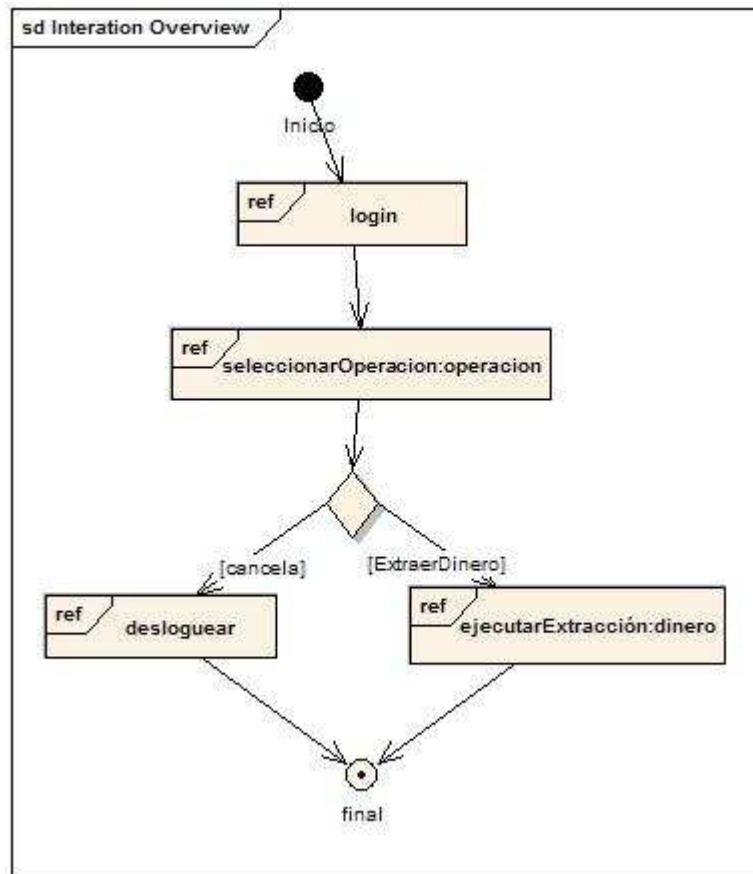 sd Interation Overview
Inicio
ref
login
ref
seleccionarOperacion:operacion
[cancela]
[ExtraerDinero]
ref
desloguear
ref
ejecutarExtracción:dinero
final